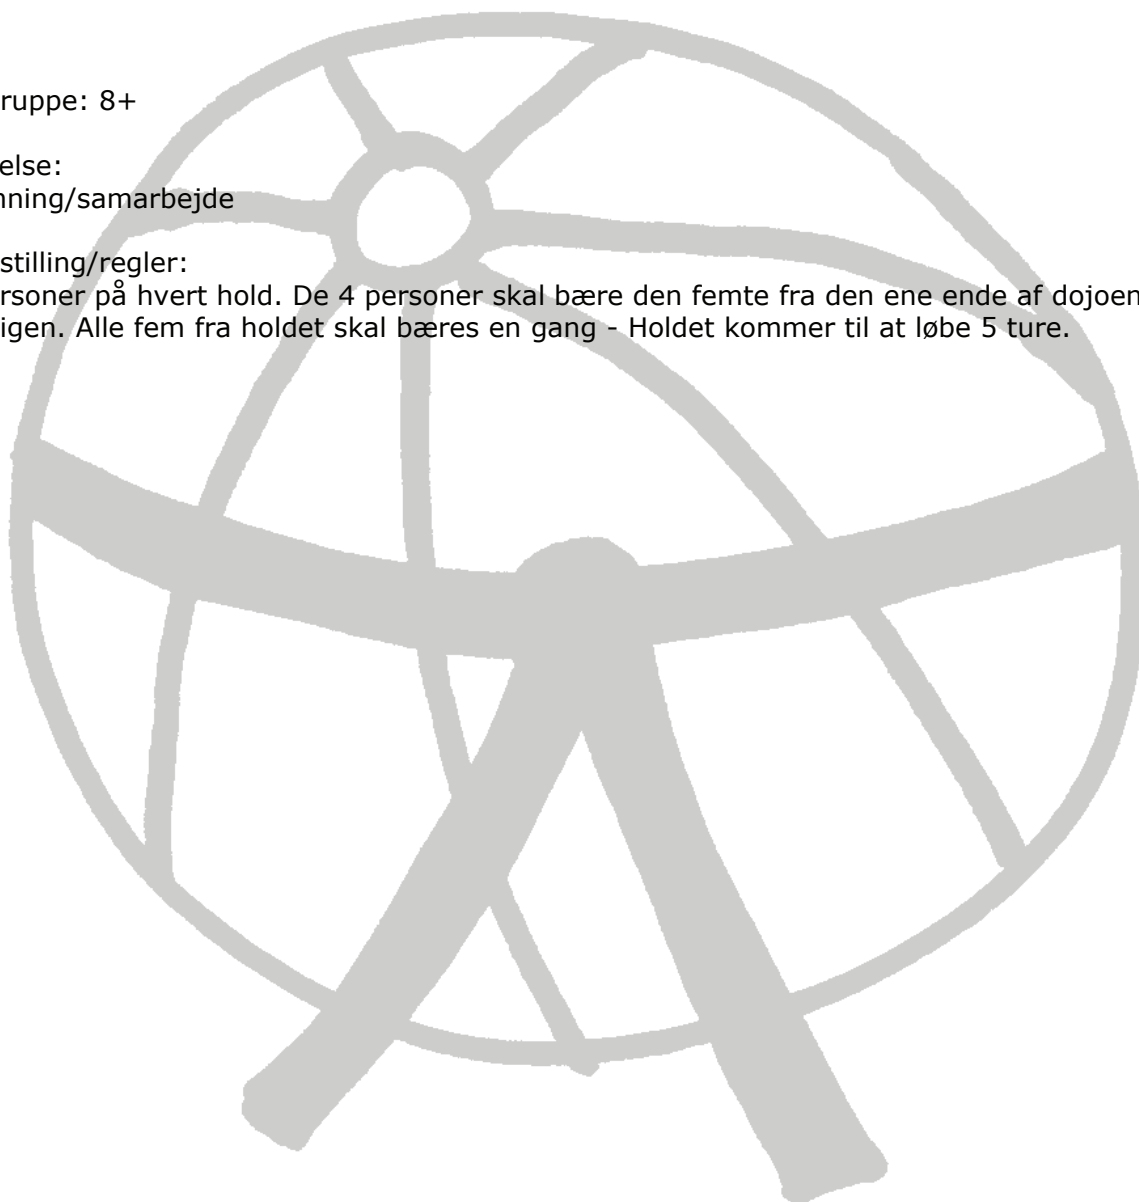 ruppe: 8+
else:
nning/samarbejde
stilling/regler:
ersoner på hvert hold. De 4 personer skal bære den femte fra den ene ende af dojoen
igen. Alle fem fra holdet skal bæres en gang - Holdet kommer til at løbe 5 ture.